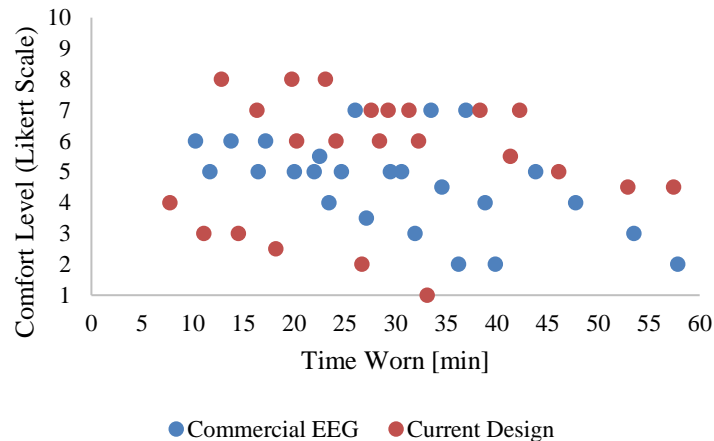 Comfort Level (Likert Scale)
10
9
8
7
6
5
4
3
2
1
0 5 10 15 20 25 30 35 40 45 50 55 60
Time Worn [min]
Commercial EEG Current Design